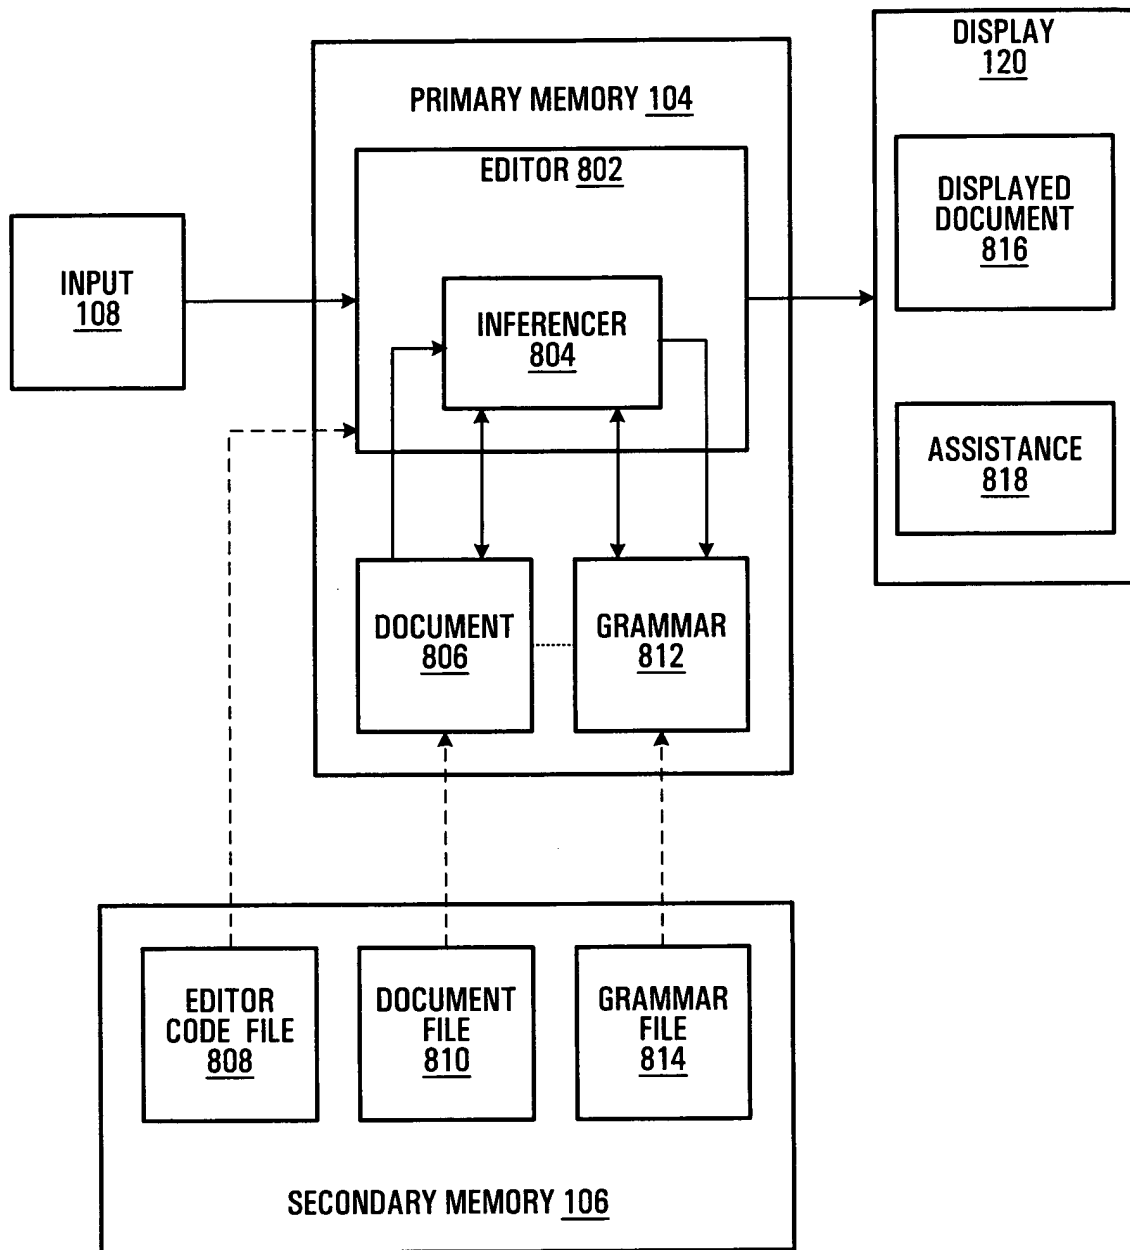 DISPLAY
120
PRIMARY MEMORY 104
EDITOR 802
DISPLAYED
DOCUMENT
816
INPUT
108
INFERENCER
804
ASSISTANCE
818
DOCUMENT
806
GRAMMAR
812
EDITOR
CODE FILE
808
DOCUMENT
FILE
810
GRAMMAR
FILE
814
SECONDARY MEMORY 106